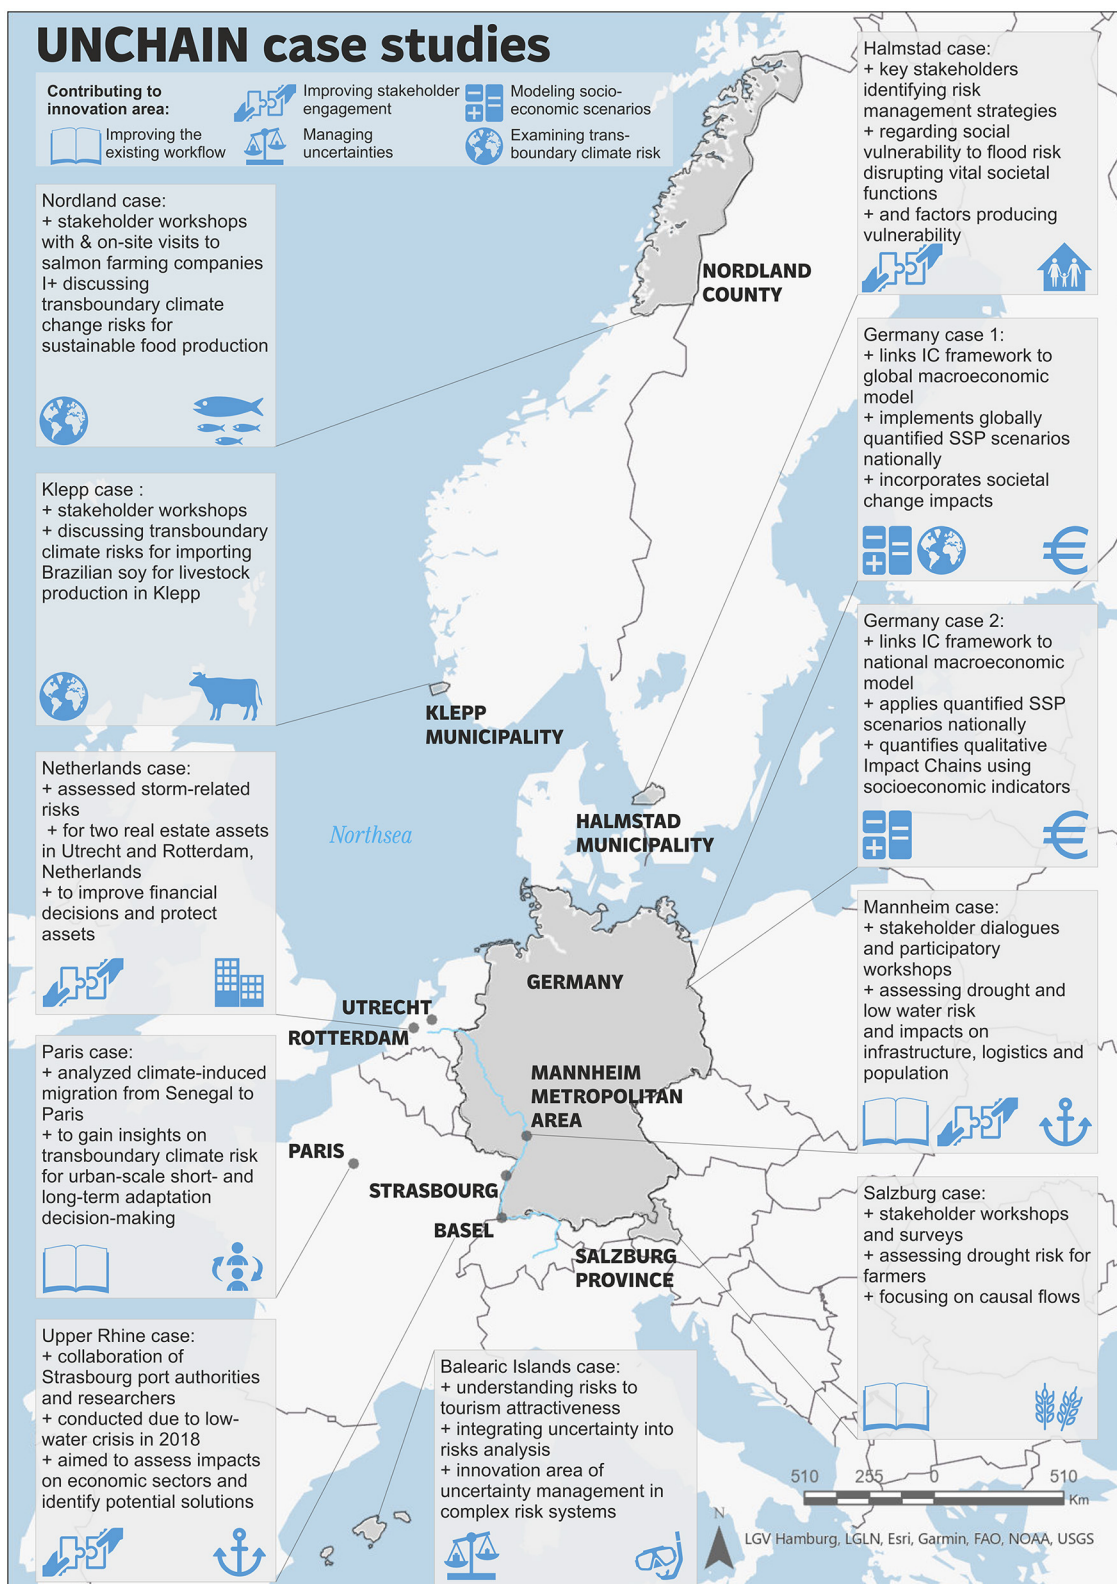 UNCHAIN case studies
Contributing to
innovation area:
Improving stakeholder
engagement
Modeling socio-
economic scenarios
Improving the
existing workflow
Managing
uncertainties
Examining trans-
boundary climate risk
Nordland case:
+ stakeholder workshops
with & on-site visits to
salmon farming companies
I+ discussing
transboundary climate
change risks for
sustainable food production
Klepp case :
+ stakeholder workshops
+ discussing transboundary
climate risks for importing
Brazilian soy for livestock
production in Klepp
Netherlands case:
+ assessed storm-related
risks
+ for two real estate assets
in Utrecht and Rotterdam,
Netherlands
+ to improve financial
decisions and protect
assets
Paris case:
+ analyzed climate-induced
migration from Senegal to
Paris
+ to gain insights on
transboundary climate risk
for urban-scale short- and
long-term adaptation
decision-making
Upper Rhine case:
+ collaboration of
Strasbourg port authorities
and researchers
+ conducted due to low-
water crisis in 2018
+ aimed to assess impacts
on economic sectors and
identify potential solutions
NORDLAND
COUNTY
KLEPP
MUNICIPALITY
Northsea
HALMSTAD
MUNICIPALITY
GERMANY
UTRECHT
ROTTERDAM
MANNHEIM
METROPOLITAN
AREA
PARIS
STRASBOURG
BASEL
SALZBURG
PROVINCE
Balearic Islands case:
+ understanding risks to
tourism attractiveness
+ integrating uncertainty into
risks analysis
+ innovation area of
uncertainty management in
complex risk systems
Halmstad case:
+ key stakeholders
identifying risk
management strategies
+ regarding social
vulnerability to flood risk
disrupting vital societal
functions
+ and factors producing
vulnerability
Germany case 1:
+ links IC framework to
global macroeconomic
model
+ implements globally
quantified SSP scenarios
nationally
+ incorporates societal
change impacts
Germany case 2:
+ links IC framework to
national macroeconomic
model
+ applies quantified SSP
scenarios nationally
+ quantifies qualitative
Impact Chains using
socioeconomic indicators
Mannheim case:
+ stakeholder dialogues
and participatory
workshops
+ assessing drought and
low water risk
and impacts on
infrastructure, logistics and
population
Salzburg case:
+ stakeholder workshops
and surveys
+ assessing drought risk for
farmers
+ focusing on causal flows
510 255 0 510
Km
N
LGV Hamburg, LGLN, Esri, Garmin, FAO, NOAA, USGS